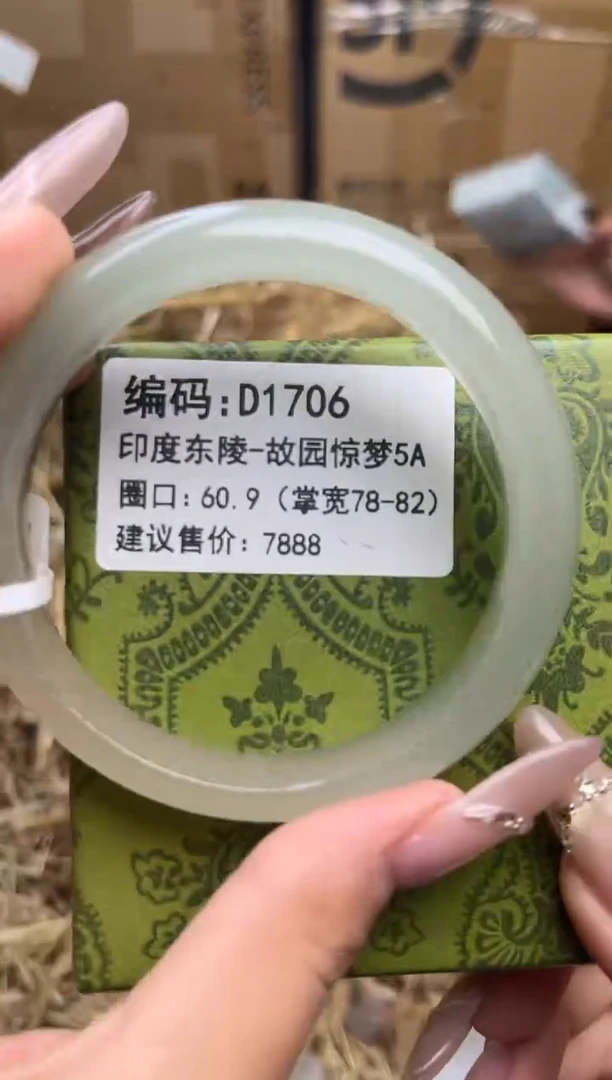 编码:D1706
印度东陵-故园惊梦5A
圈口: 60.9 (掌宽78-82)
建议售价: 7888